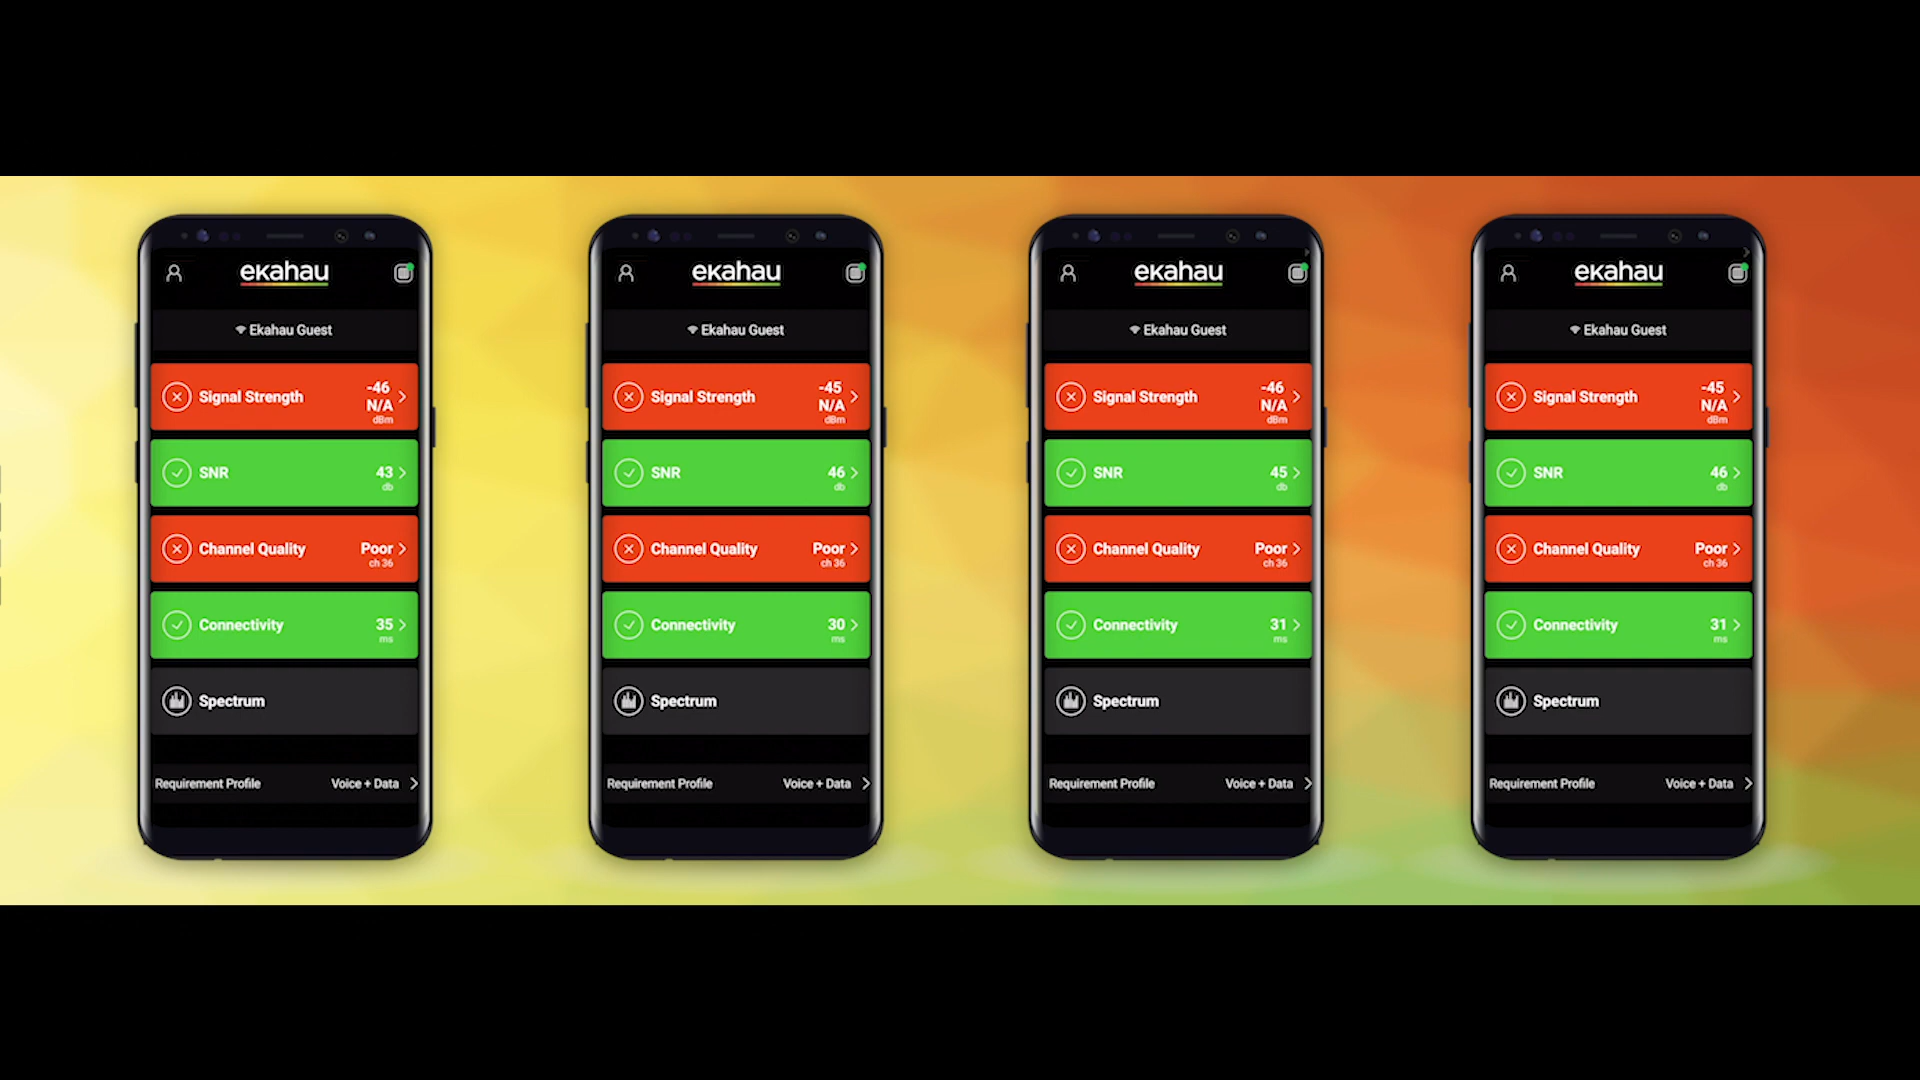 ekahau
Ekahau Guest
Signal Strength
-46
N/A
dBm
SNR
43
db
Channel Quality
Poor
ch 36
Connectivity
35
ms
Spectrum
Requirement Profile
Voice + Data
ekahau
Ekahau Guest
Signal Strength
-45
N/A
dBm
SNR
46
db
Channel Quality
Poor
ch 36
Connectivity
30
ms
Spectrum
Requirement Profile
Voice + Data
ekahau
Ekahau Guest
Signal Strength
-46
N/A
dBm
SNR
45
db
Channel Quality
Poor
ch 36
Connectivity
31
ms
Spectrum
Requirement Profile
Voice + Data
ekahau
Ekahau Guest
Signal Strength
-45
N/A
dBm
SNR
46
db
Channel Quality
Poor
ch 36
Connectivity
31
ms
Spectrum
Requirement Profile
Voice + Data